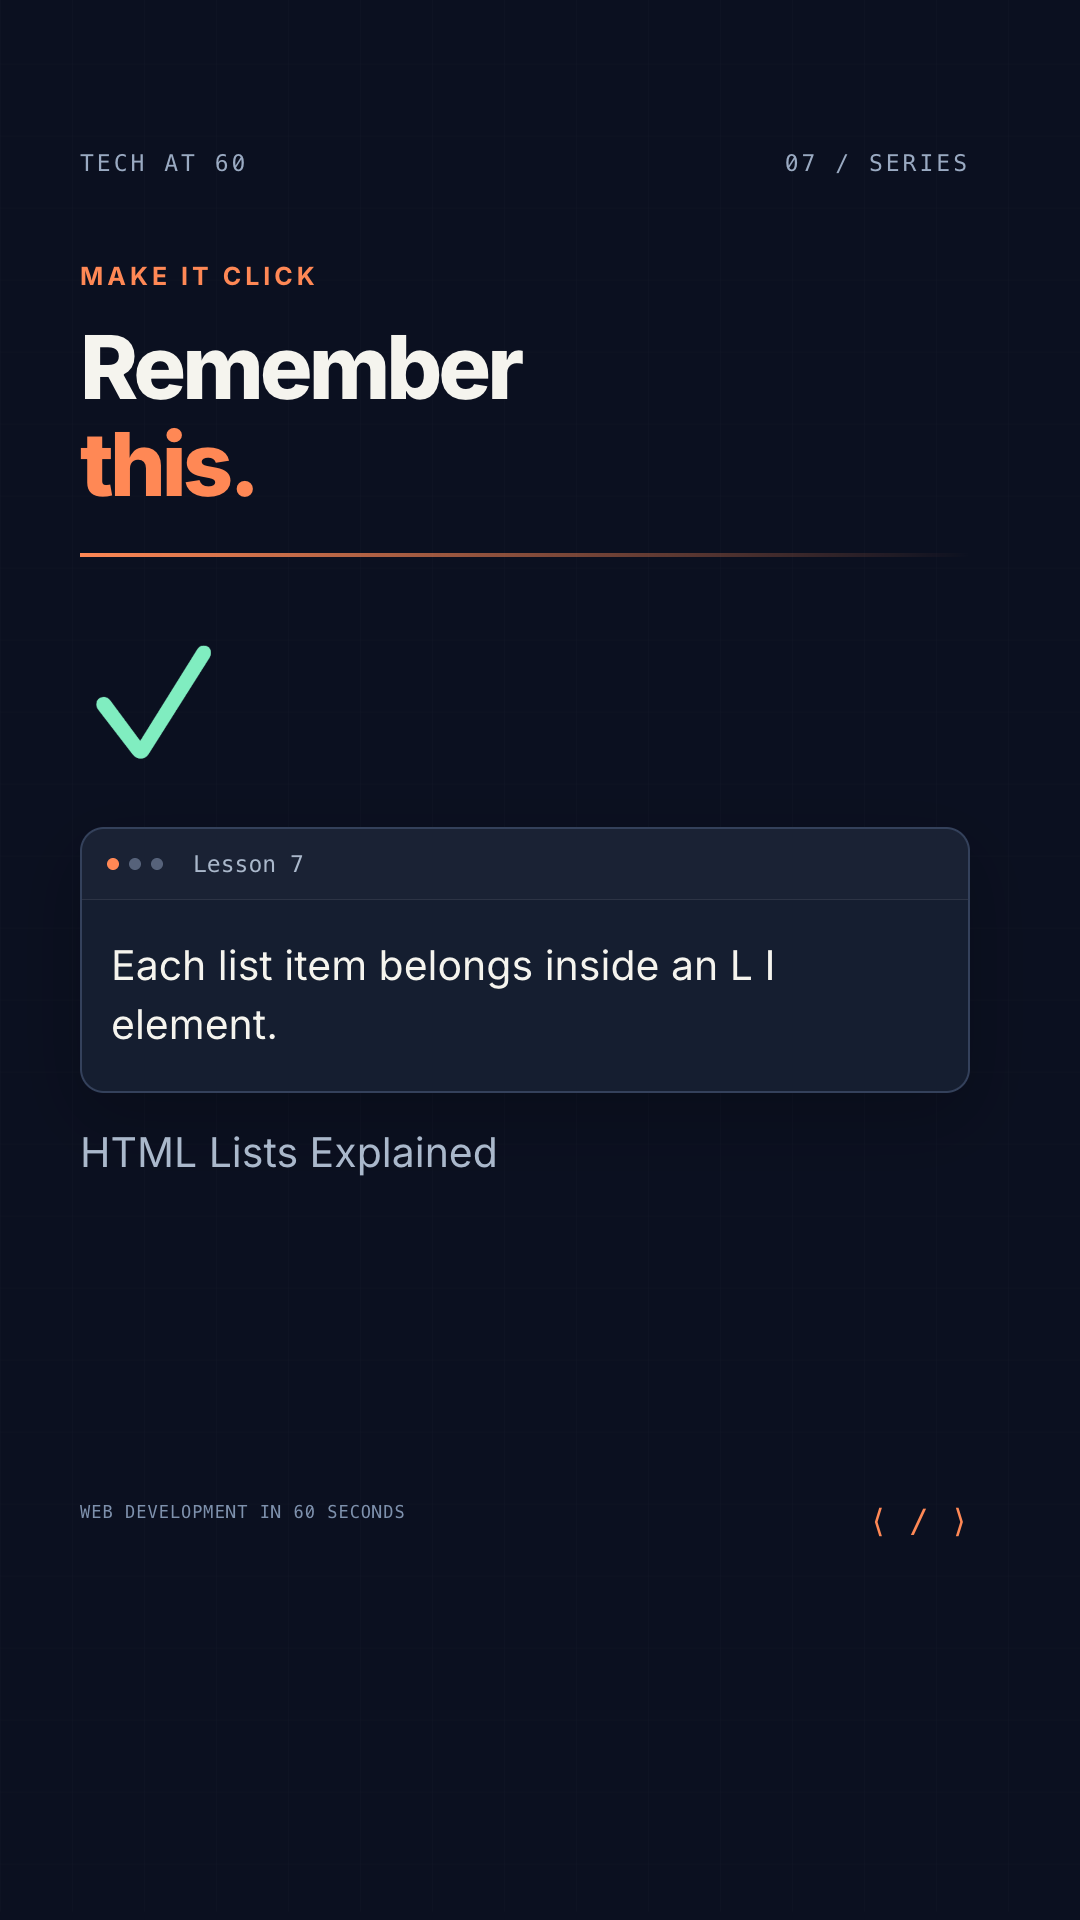 TECH AT 60
07 / SERIES
MAKE IT CLICK
Remember
this.
Lesson 7
Each list item belongs inside an L I
element.
HTML Lists Explained
WEB DEVELOPMENT IN 60 SECONDS
⟨ / ⟩